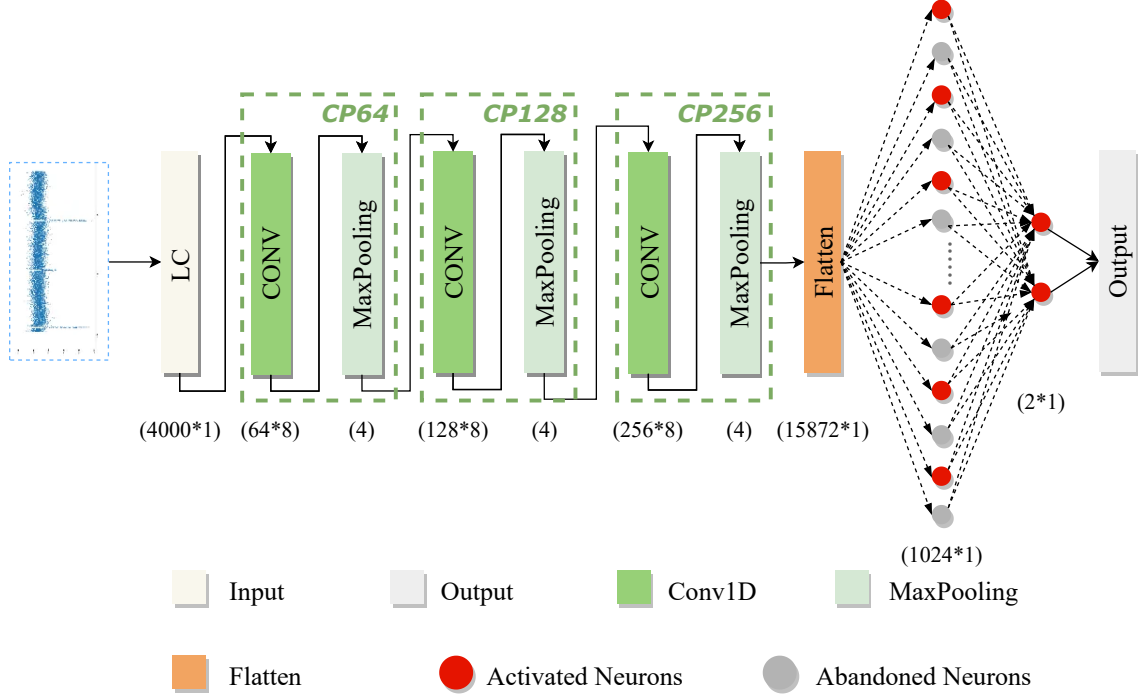 CP64 CP128 CP256
LC CONV MaxPooling CONV MaxPooling CONV MaxPooling Flatten Output
(4000*1) (64*8) (4) (128*8) (4) (256*8) (4) (15872*1) (2*1)
(1024*1)
Input Output Conv1D MaxPooling
Flatten Activated Neurons Abandoned Neurons